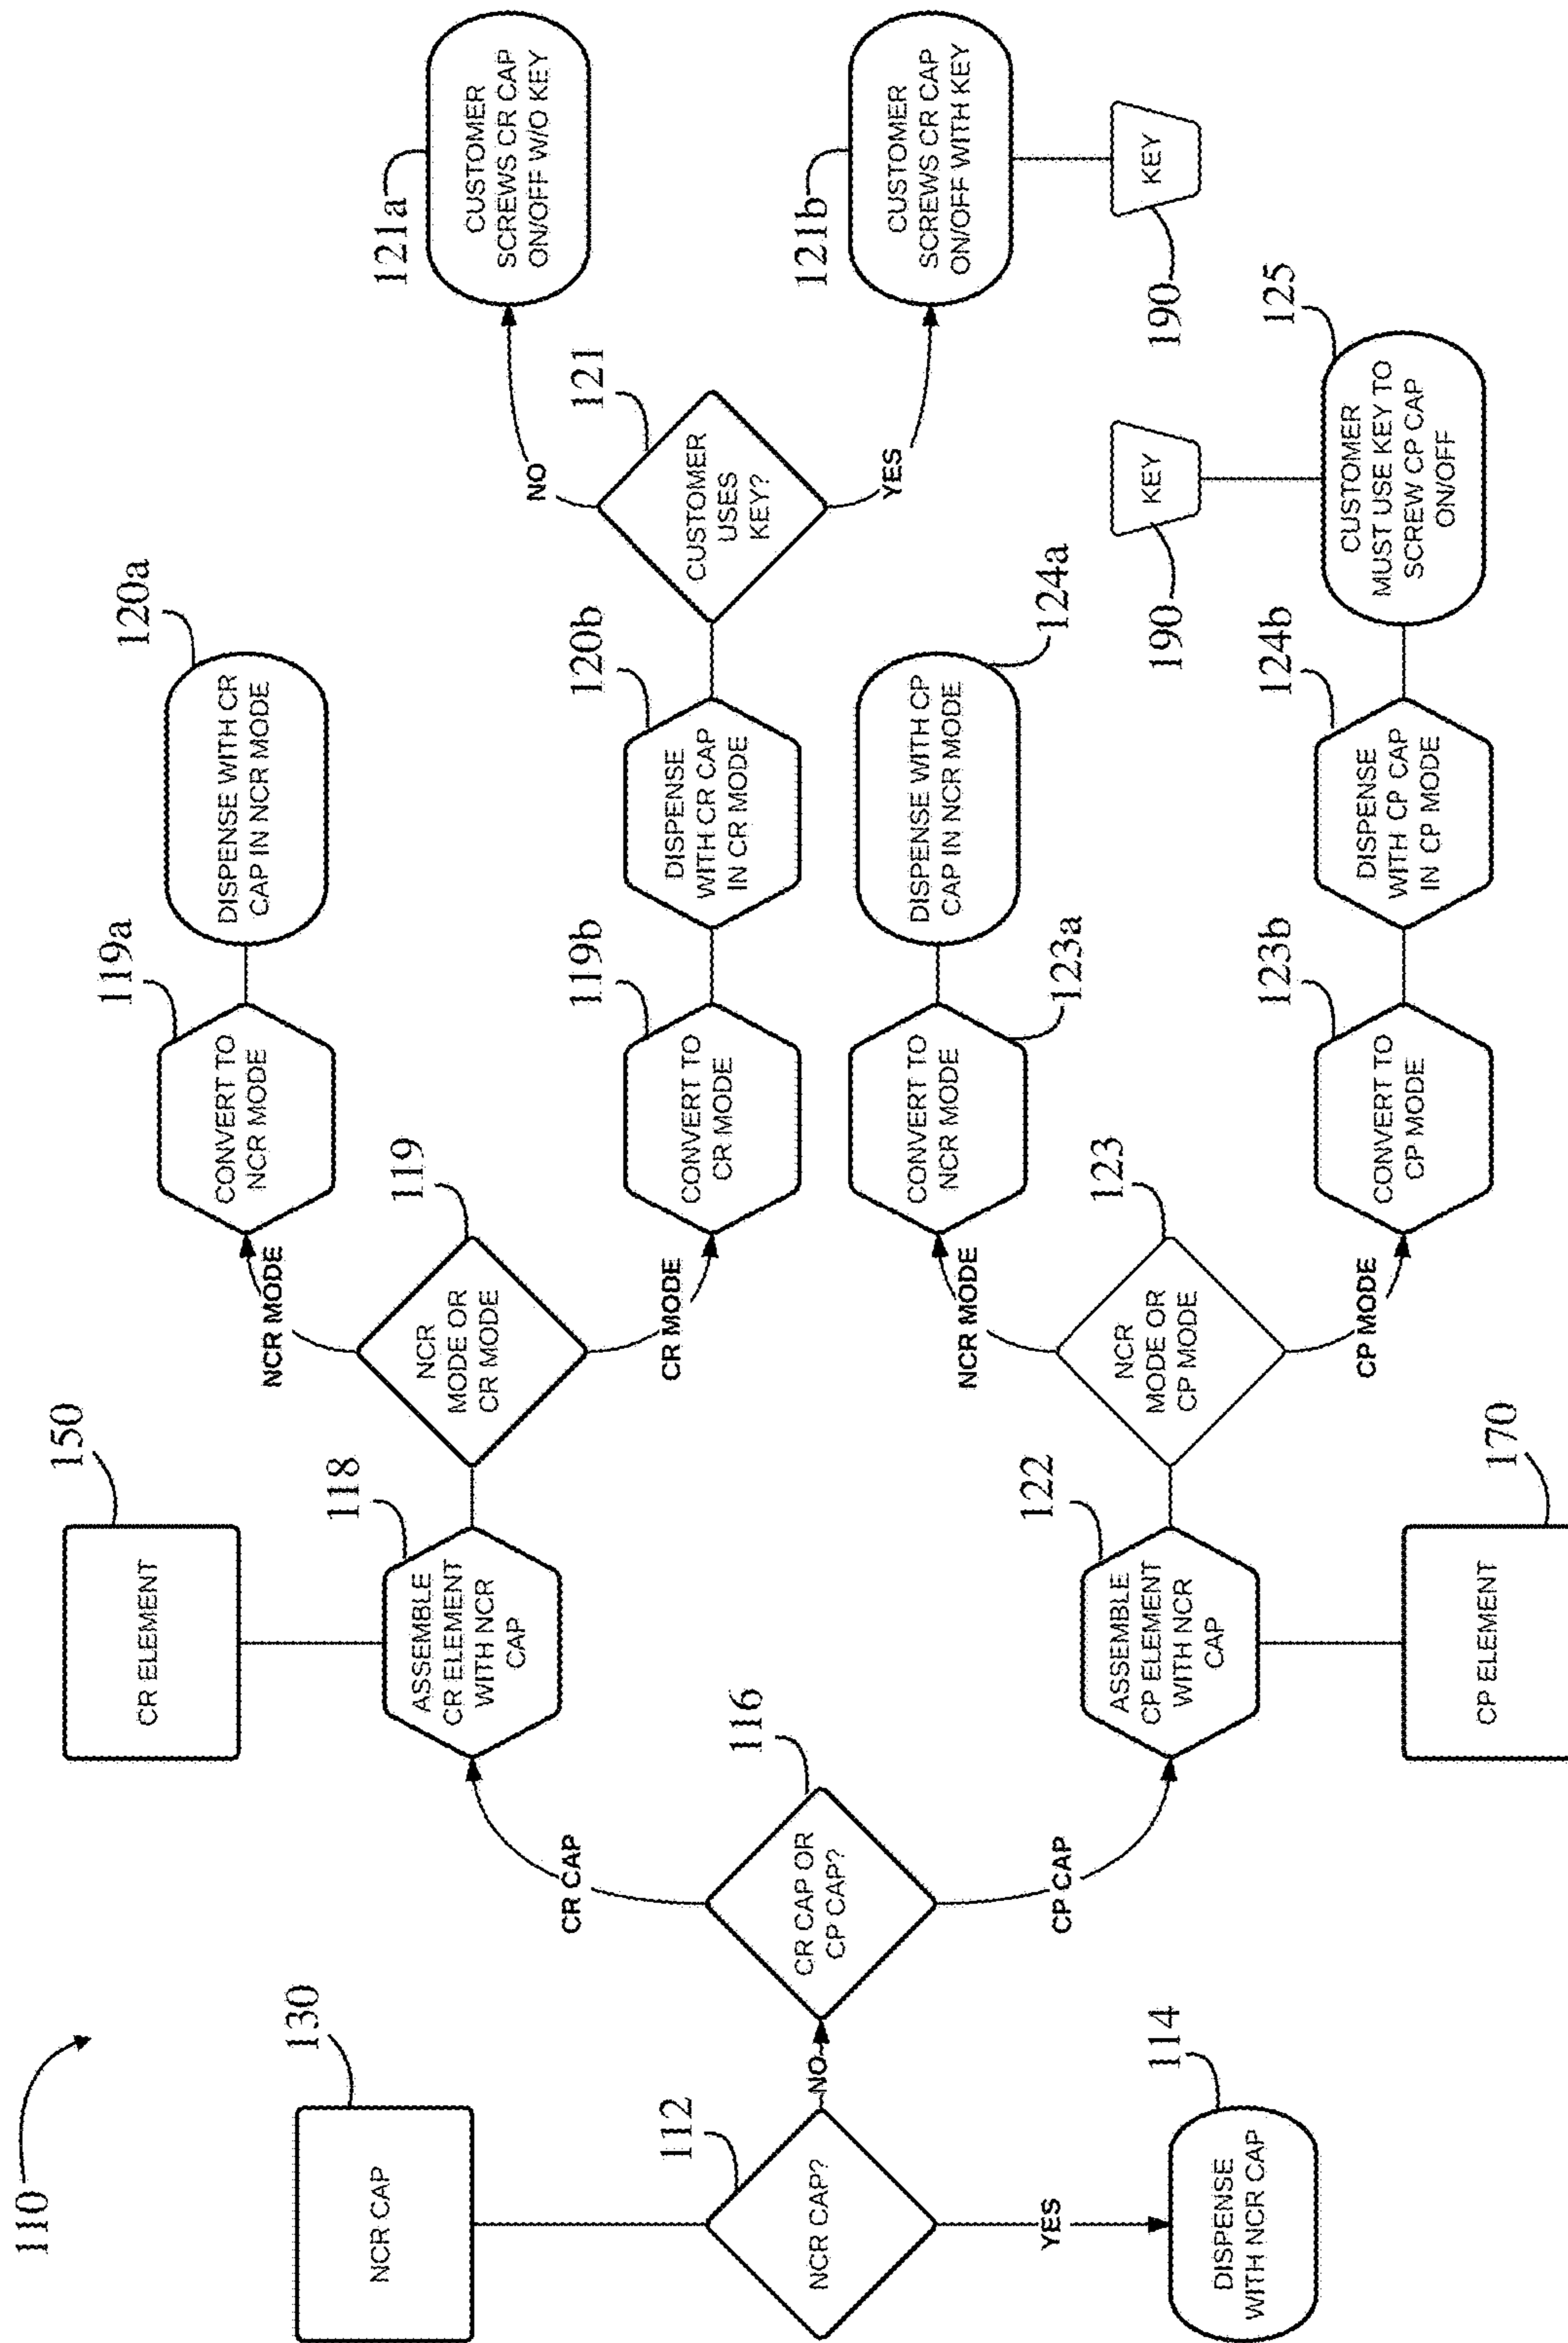 110
130
NCR CAP
112
NCR CAP?
NO
YES
114
DISPENSE
WITH NCR CAP
116
CR CAP OR
CP CAP?
CR CAP
CP CAP
150
CR ELEMENT
118
ASSEMBLE
CR ELEMENT
WITH NCR
CAP
119
NCR
MODE OR
CR MODE
NCR MODE
CR MODE
119a
CONVERT TO
NCR MODE
120a
DISPENSE WITH CR
CAP IN NCR MODE
119b
CONVERT TO
CR MODE
120b
DISPENSE
WITH CR CAP
IN CR MODE
121
CUSTOMER
USES
KEY?
NO
YES
121a
CUSTOMER
SCREWS CR CAP
ON/OFF W/O KEY
121b
CUSTOMER
SCREWS CR CAP
ON/OFF WITH KEY
KEY
190
122
ASSEMBLE
CP ELEMENT
WITH NCR
CAP
170
CP ELEMENT
123
NCR
MODE OR
CP MODE
NCR MODE
CP MODE
123a
CONVERT TO
NCR MODE
124a
DISPENSE WITH CP
CAP IN NCR MODE
123b
CONVERT TO
CP MODE
124b
DISPENSE
WITH CP CAP
IN CP MODE
125
CUSTOMER
MUST USE KEY TO
SCREW CP CAP
ON/OFF
KEY
190